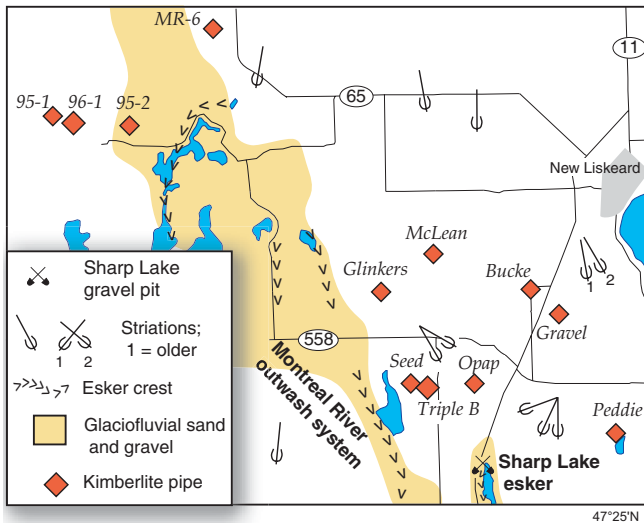 MR-6
11
95-1
96-1
95-2
65
New Liskeard
McLean
Glinkers
Bucke
1 2
Gravel
558
Montreal River
outwash system
Seed
Opap
Triple B
Peddie
Sharp Lake
esker
Sharp Lake
gravel pit
Striations;
1 2
1 = older
Esker crest
Glaciofluvial sand
and gravel
Kimberlite pipe
47°25'N